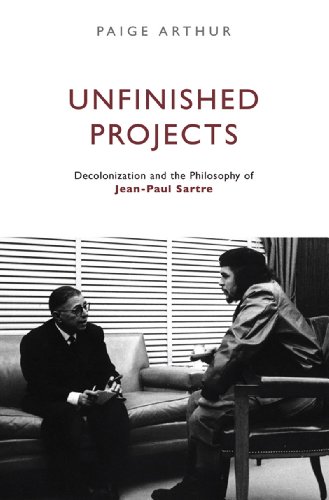 PAIGE ARTHUR
UNFINISHED
PROJECTS
Decolonization and the Philosophy of
Jean-Paul Sartre